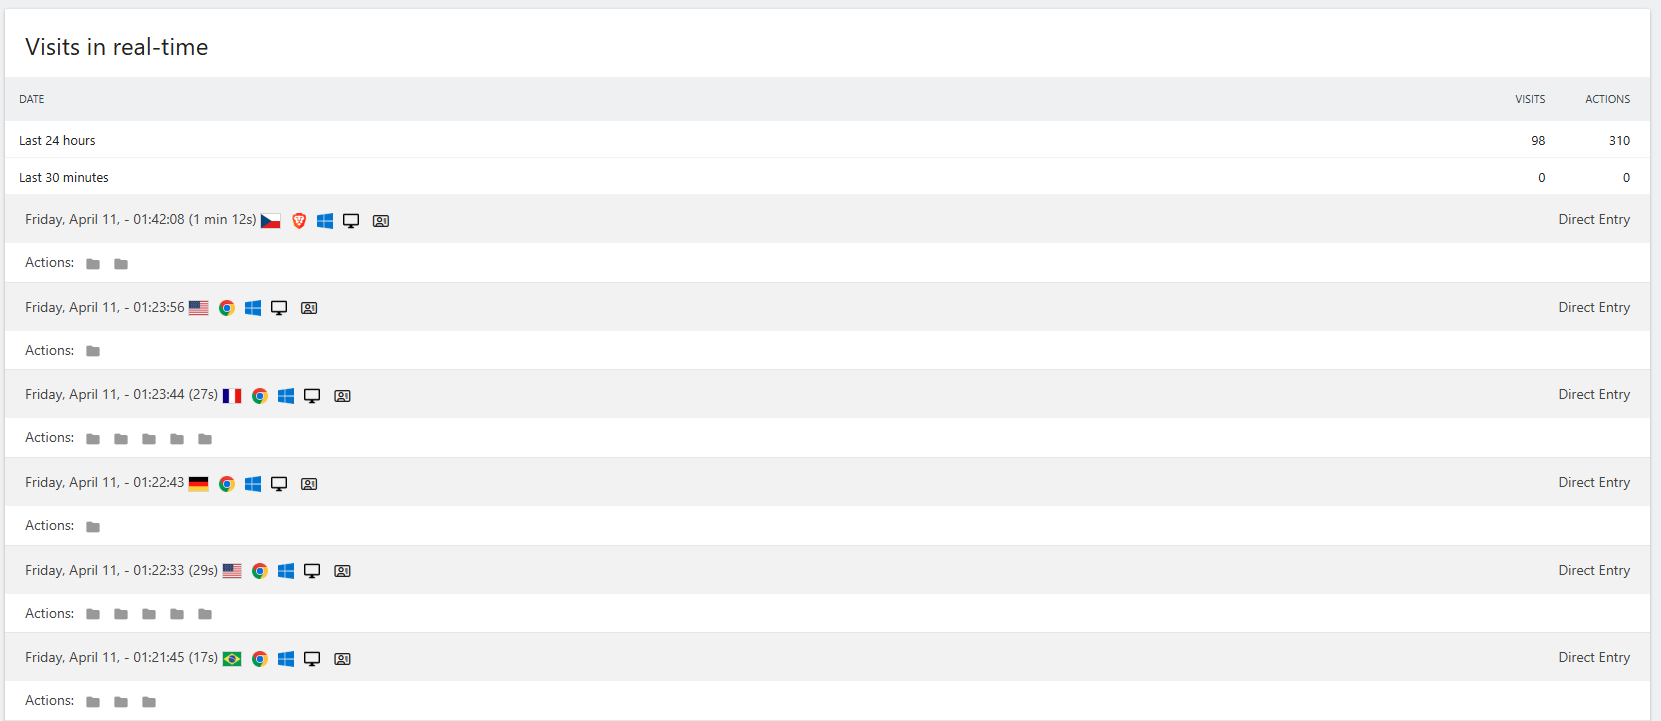 Visits in real-time
DATE VISITS ACTIONS
Last 24 hours 98 310
Last 30 minutes 0 0
Friday, April 11, - 01:42:08 (1 min 12s) Direct Entry
Actions:
Friday, April 11, - 01:23:56 Direct Entry
Actions:
Friday, April 11, - 01:23:44 (27s) Direct Entry
Actions:
Friday, April 11, - 01:22:43 Direct Entry
Actions:
Friday, April 11, - 01:22:33 (29s) Direct Entry
Actions:
Friday, April 11, - 01:21:45 (17s) Direct Entry
Actions: